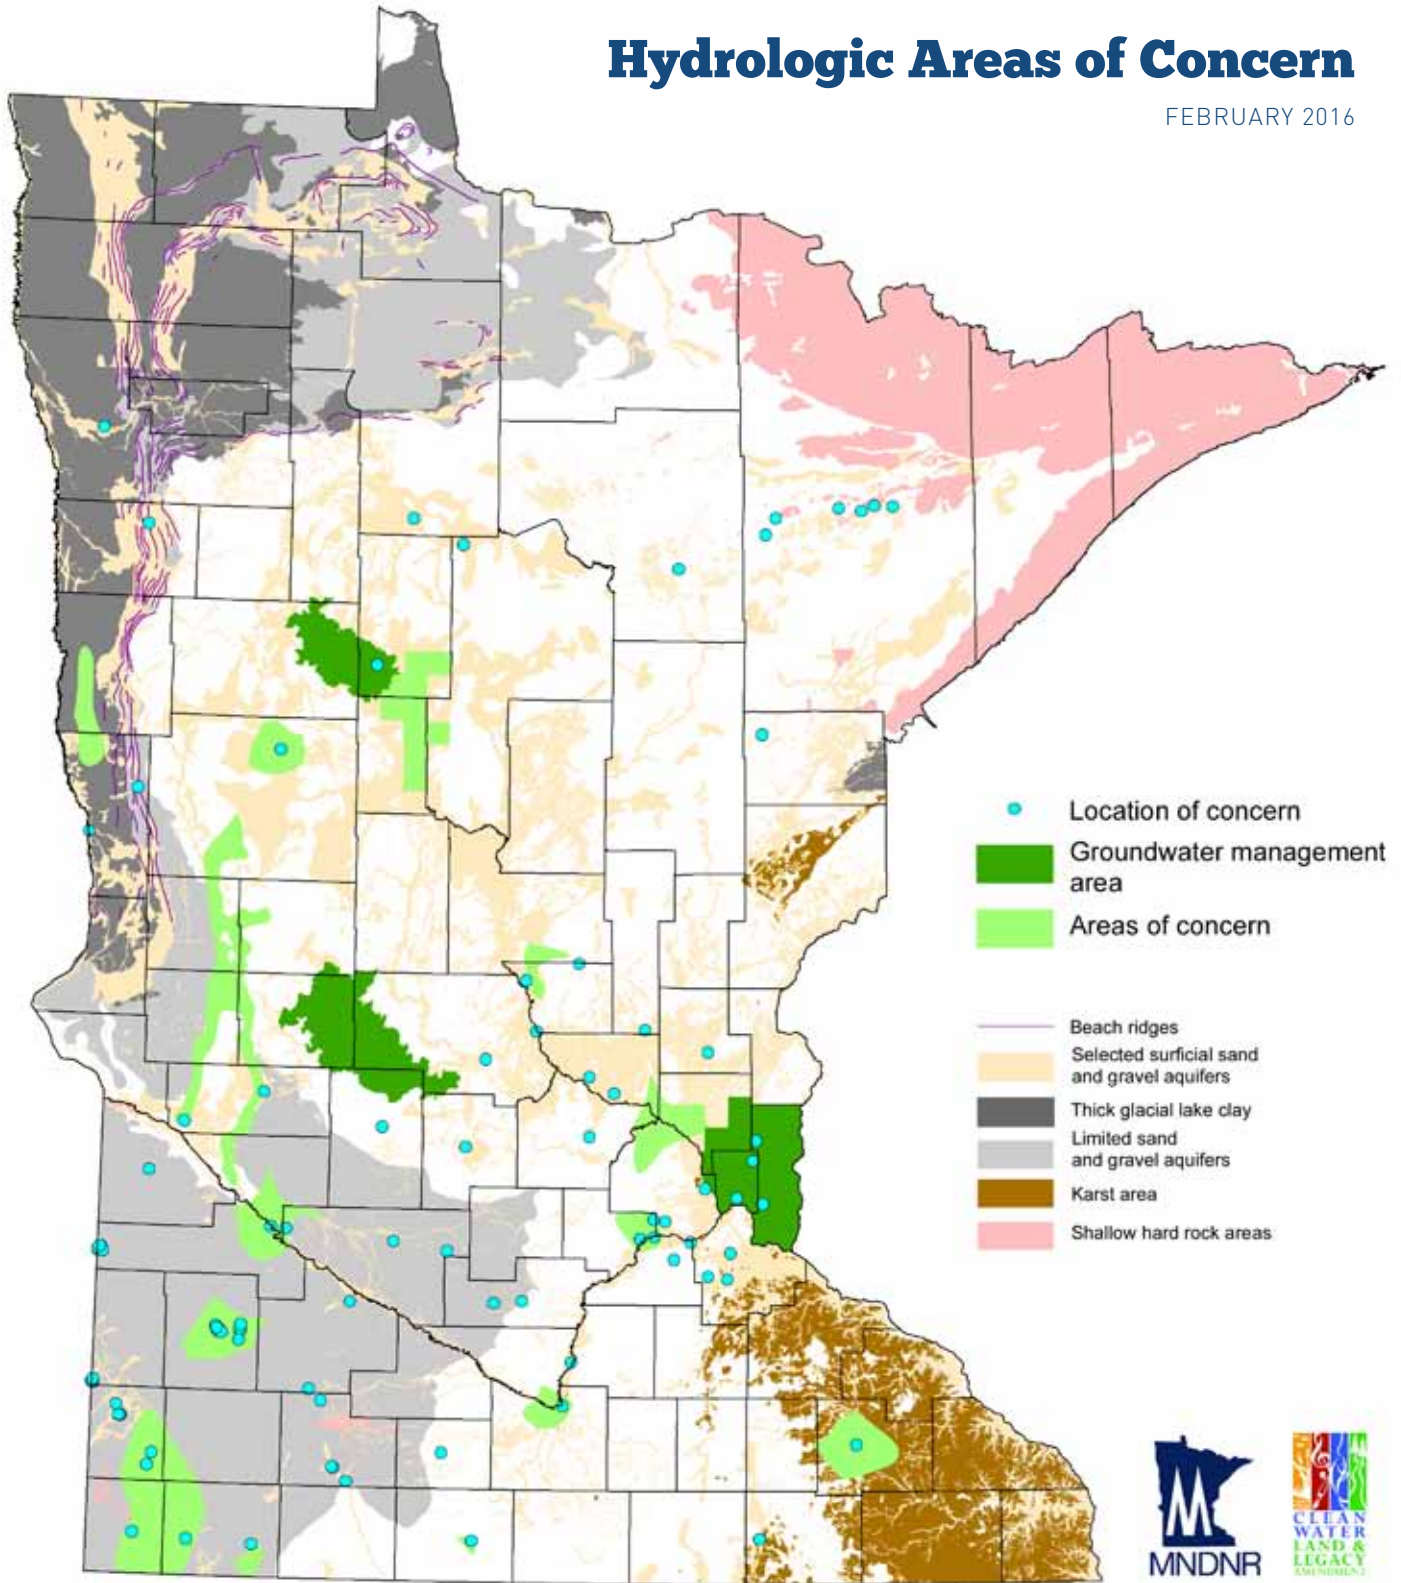 Hydrologic Areas of Concern
FEBRUARY 2016
Location of concern
Groundwater management
area
Areas of concern
Beach ridges
Selected surficial sand
and gravel aquifers
Thick glacial lake clay
Limited sand
and gravel aquifers
Karst area
Shallow hard rock areas
M
MNDNR
CLEAN
WATER
LAND &
LEGACY
AMENDMENT